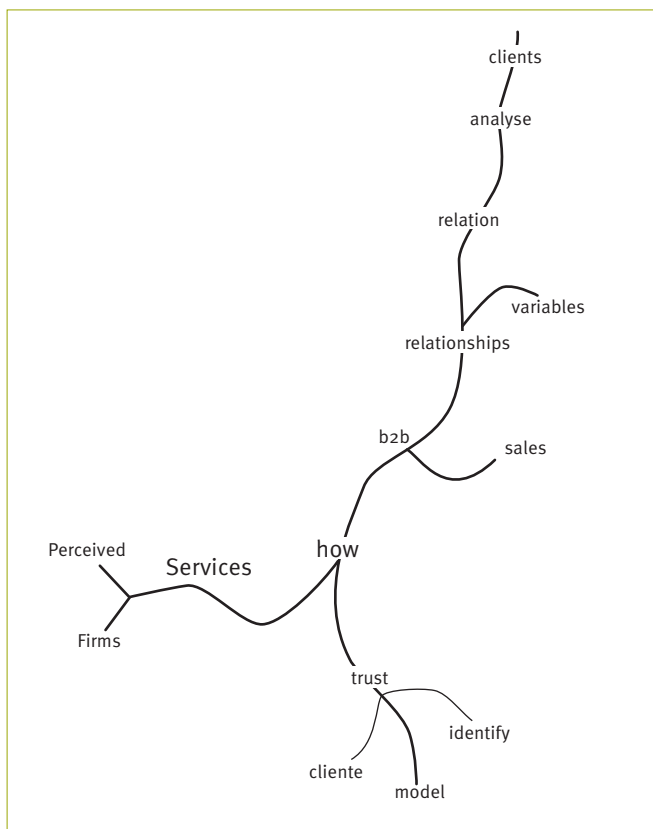 clients
analyse
relation
variables
relationships
b2b
sales
how
Perceived
Services
Firms
trust
identify
cliente
model